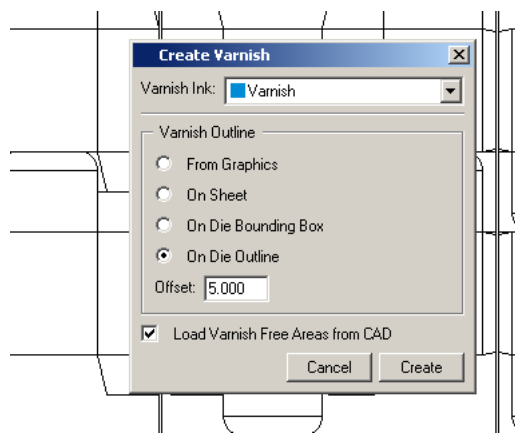 Create Varnish
Varnish Ink: Varnish
Varnish Outline
From Graphics
On Sheet
On Die Bounding Box
On Die Outline
Offset: 5.000
Load Varnish Free Areas from CAD
Cancel Create